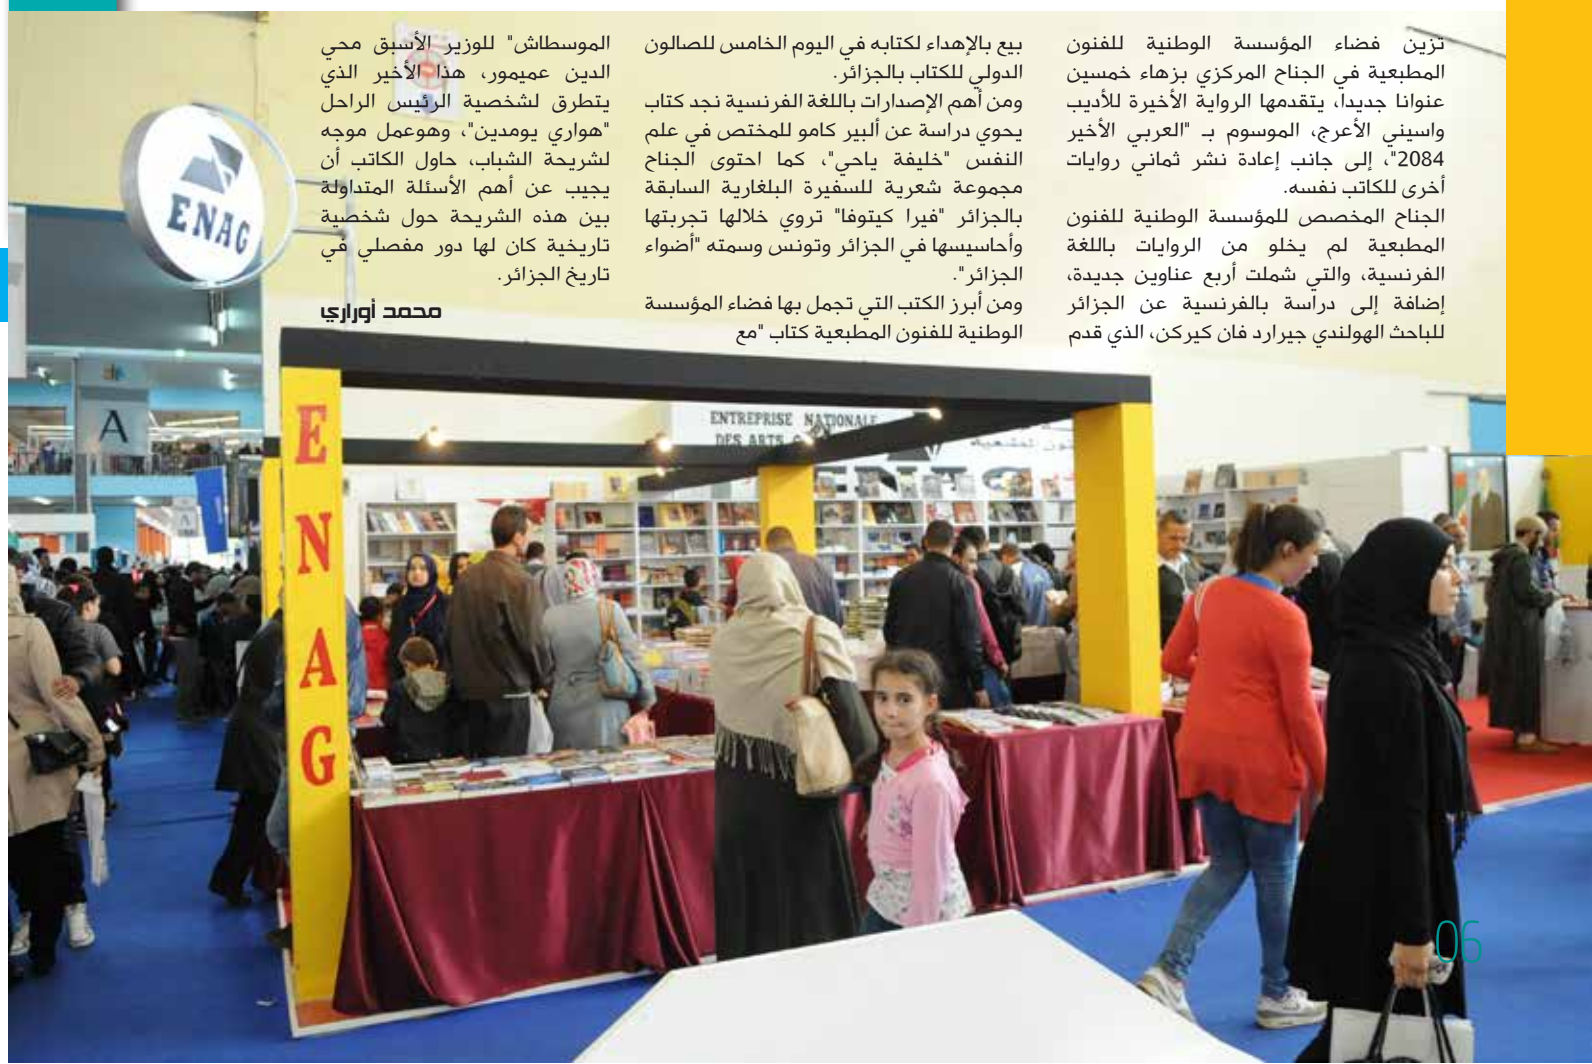 تزين فضاء المؤسسة الوطنية للفنون
المطبعية في الجناح المركزي بزهاء خمسين
عنوانا جديدا، يتقدمها الرواية الأخيرة للأديب
واسيني الأعرج، الموسوم بـ "العربي الأخير
2084"، إلى جانب إعادة نشر ثماني روايات
أخرى للكاتب نفسه.
الجناح المخصص للمؤسسة الوطنية للفنون
المطبعية لم يخلو من الروايات باللغة
الفرنسية، والتي شملت أربع عناوين جديدة،
إضافة إلى دراسة بالفرنسية عن الجزائر
للباحث الهولندي جيرارد فان كيركن، الذي قدم
بيع بالإهداء لكتابه في اليوم الخامس للصالون
الدولي للكتاب بالجزائر.
ومن أهم الإصدارات باللغة الفرنسية نجد كتاب
يحوي دراسة عن ألبير كامو للمختص في علم
النفس "خليفة ياحي"، كما احتوى الجناح
مجموعة شعرية للسفيرة البلغارية السابقة
بالجزائر "فيرا كيتوفا" تروي خلالها تجربتها
وأحاسيسها في الجزائر وتونس وسمته "أضواء
الجزائر".
ومن أبرز الكتب التي تجمل بها فضاء المؤسسة
الوطنية للفنون المطبعية كتاب "مع
الموسطاش" للوزير الأسبق محي
الدين عميمور، هذا الأخير الذي
يتطرق لشخصية الرئيس الراحل
"هواري يومدين"، وهوعمل موجه
لشريحة الشباب، حاول الكاتب أن
يجيب عن أهم الأسئلة المتداولة
بين هذه الشريحة حول شخصية
تاريخية كان لها دور مفصلي في
تاريخ الجزائر.
محمد أوراري
ENAG
A
ENTREPRISE NATIONALE
DES ARTS
ENAG
E
N
A
G
06